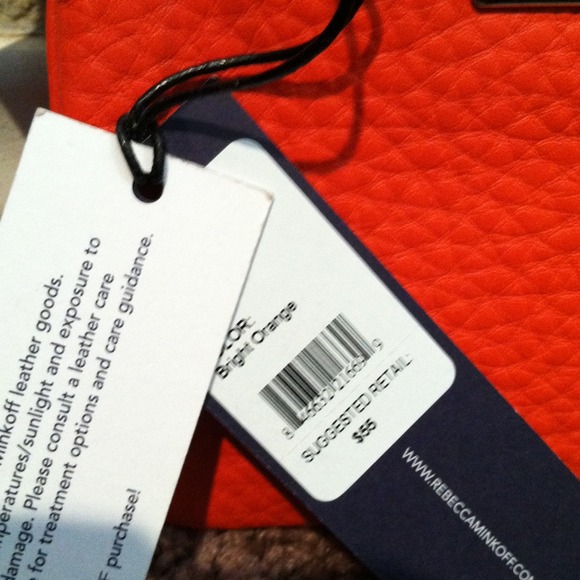 minkoff leather goods.
peratures/sunlight and exposure to
damage. Please consult a leather care
for treatment options and care guidance.
purchase!
OR:
Bright Orange
SUGGESTED RETAIL:
$55
WWW.REBECCAMINKOFF.COM